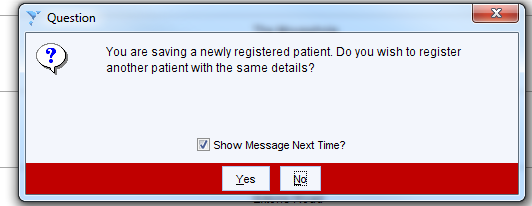 Question
You are saving a newly registered patient. Do you wish to register
another patient with the same details?
Show Message Next Time?
Yes No